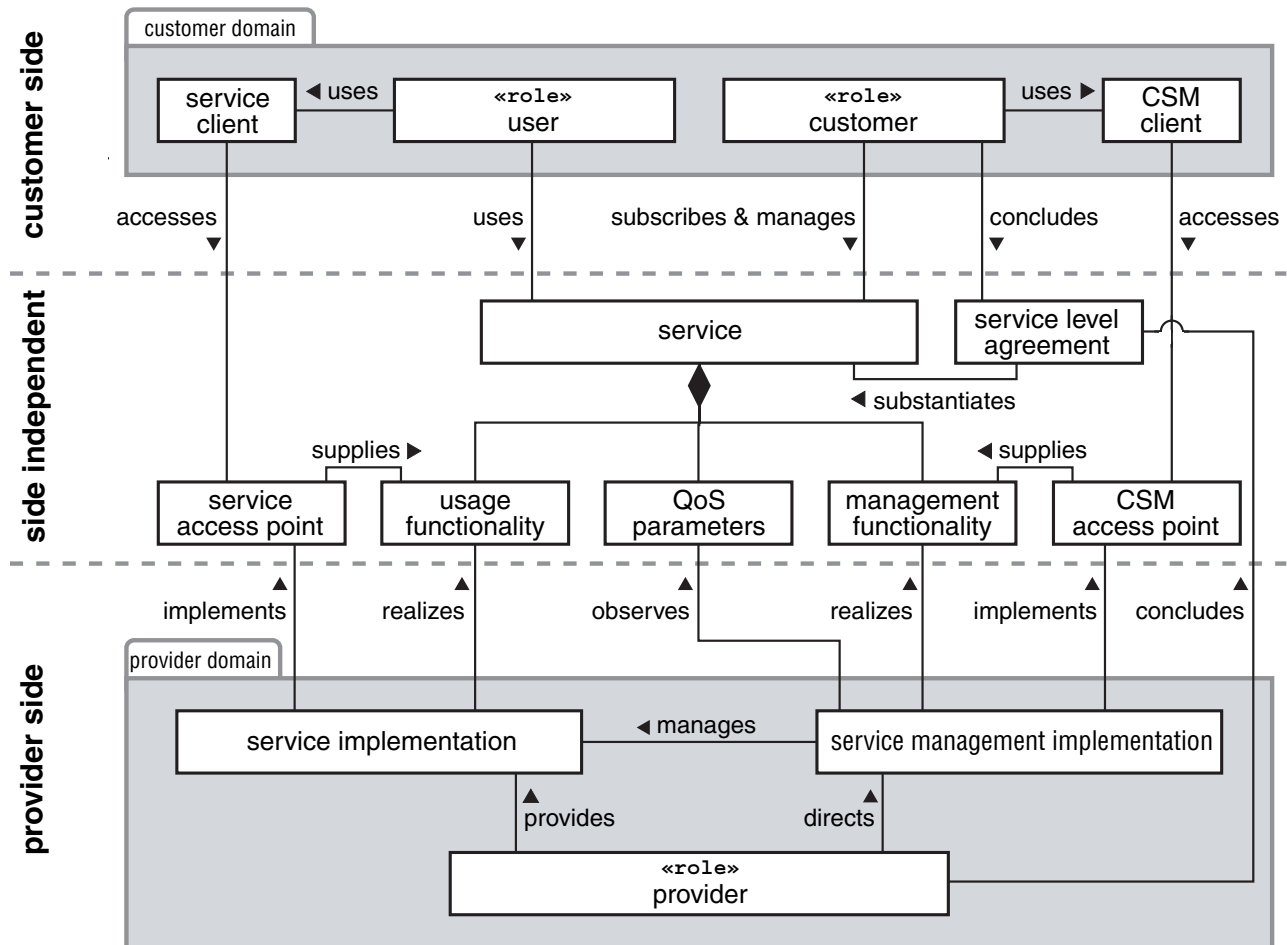 customer side
customer domain
service
client
uses
«role»
user
«role»
customer
uses
CSM
client
accesses
uses
subscribes & manages
concludes
accesses
side independent
service
service level
agreement
substantiates
supplies
supplies
service
access point
usage
functionality
QoS
parameters
management
functionality
CSM
access point
provider side
implements
realizes
observes
realizes
implements
concludes
provider domain
service implementation
manages
service management implementation
provides
directs
«role»
provider